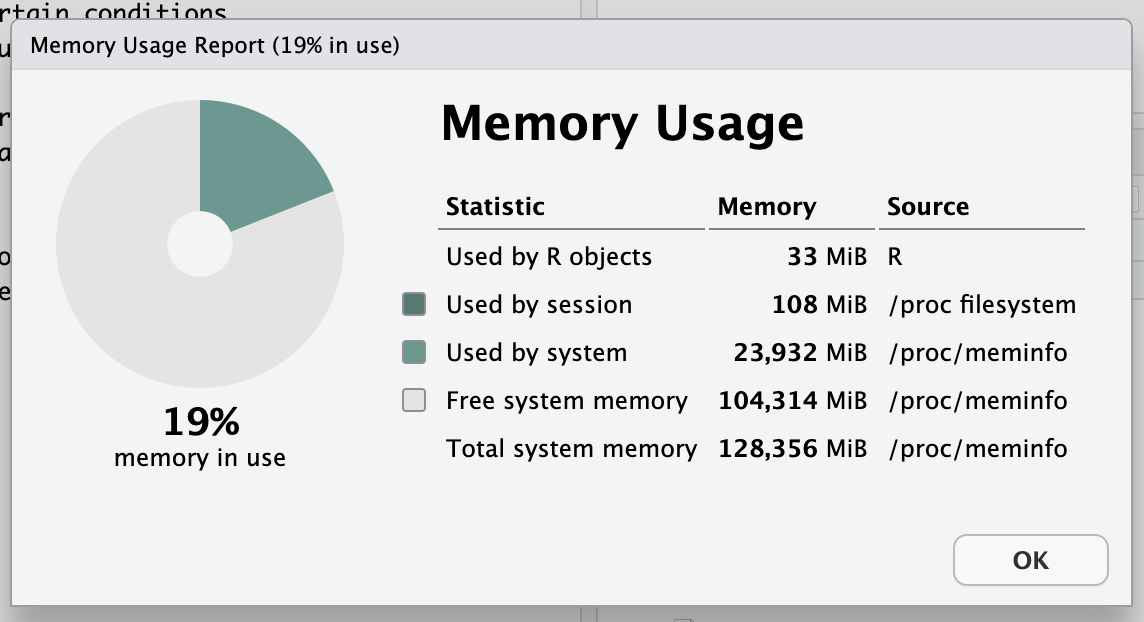 rtain conditions
Memory Usage Report (19% in use)
Memory Usage
Statistic Memory Source
Used by R objects 33 MiB R
Used by session 108 MiB /proc filesystem
Used by system 23,932 MiB /proc/meminfo
Free system memory 104,314 MiB /proc/meminfo
Total system memory 128,356 MiB /proc/meminfo
19%
memory in use
OK